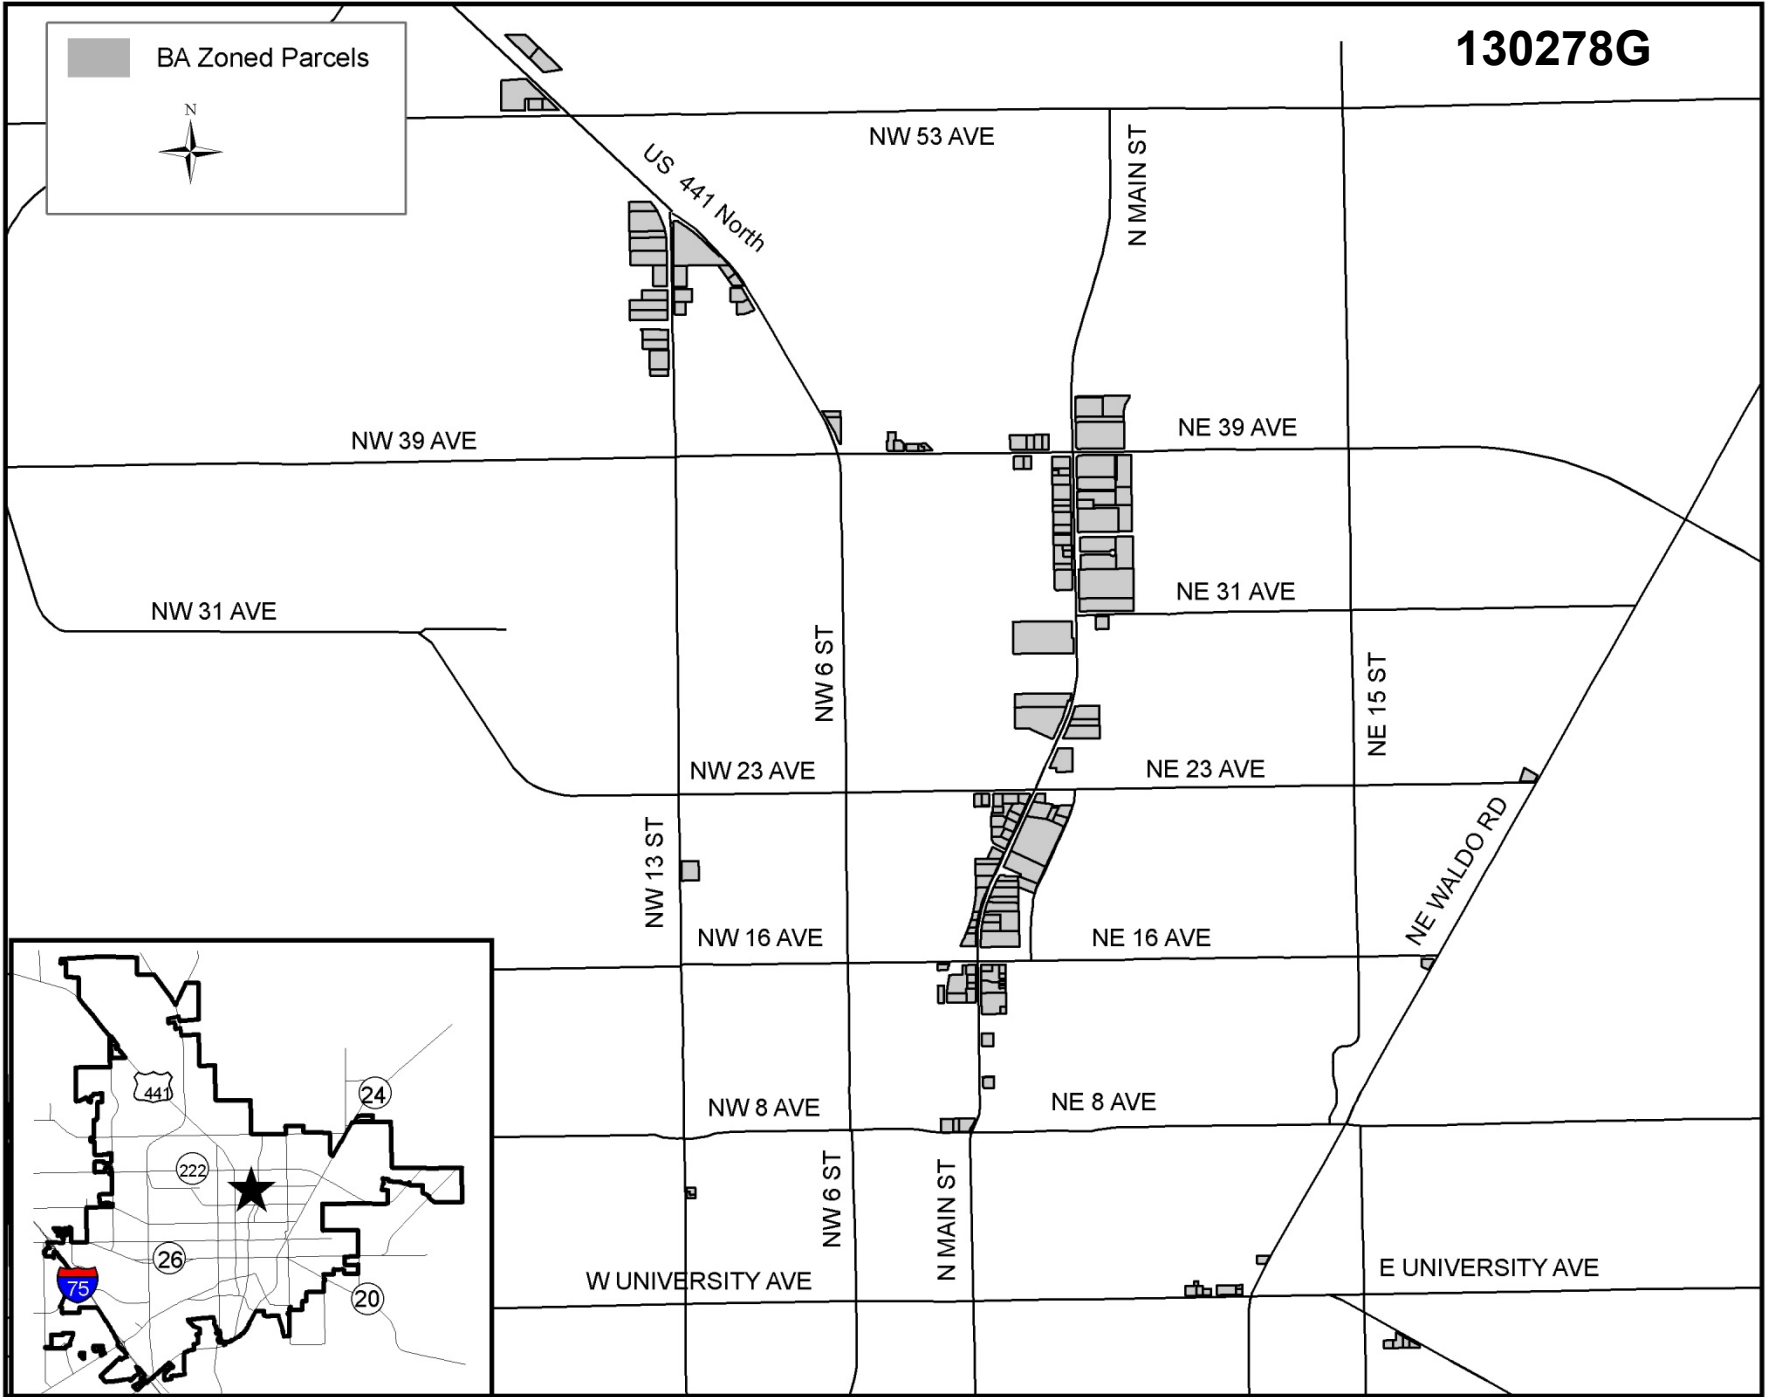 130278G
BA Zoned Parcels
N
NW 53 AVE
N MAIN ST
US 441 North
NW 39 AVE
NE 39 AVE
NW 31 AVE
NE 31 AVE
NW 6 ST
NE 15 ST
NW 23 AVE
NE 23 AVE
NW 13 ST
NE WALDO RD
NW 16 AVE
NE 16 AVE
NW 8 AVE
NE 8 AVE
NW 6 ST
N MAIN ST
W UNIVERSITY AVE
E UNIVERSITY AVE
441
24
222
26
75
20